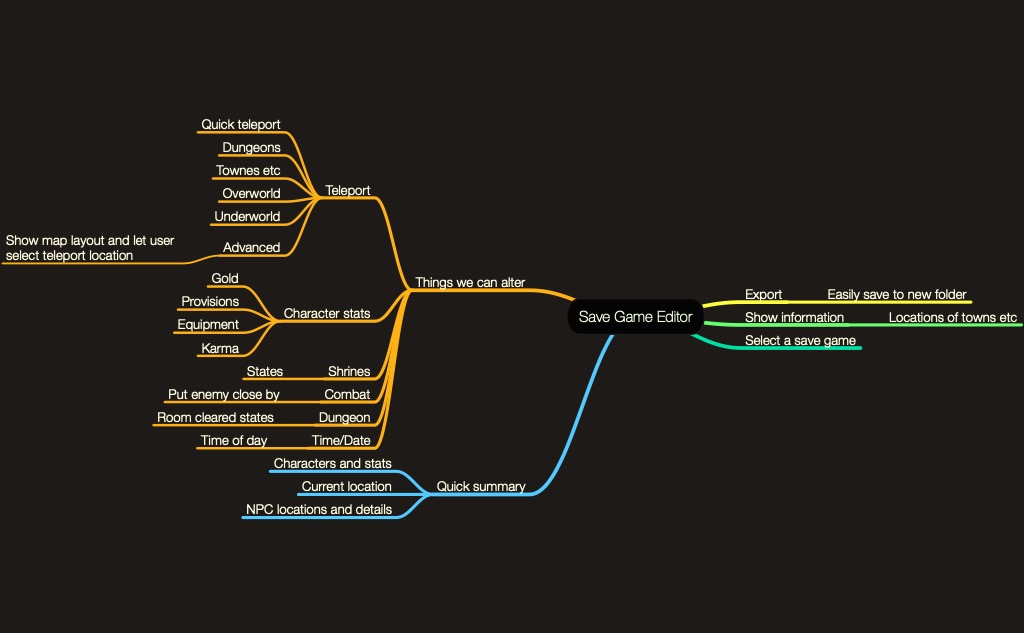 Quick teleport
Dungeons
Townes etc
Overworld
Underworld
Advanced
Show map layout and let user
select teleport location
Teleport
Gold
Provisions
Equipment
Karma
Character stats
Things we can alter
States
Shrines
Put enemy close by
Combat
Room cleared states
Dungeon
Time of day
Time/Date
Characters and stats
Current location
NPC locations and details
Quick summary
Save Game Editor
Export
Easily save to new folder
Show information
Locations of towns etc
Select a save game